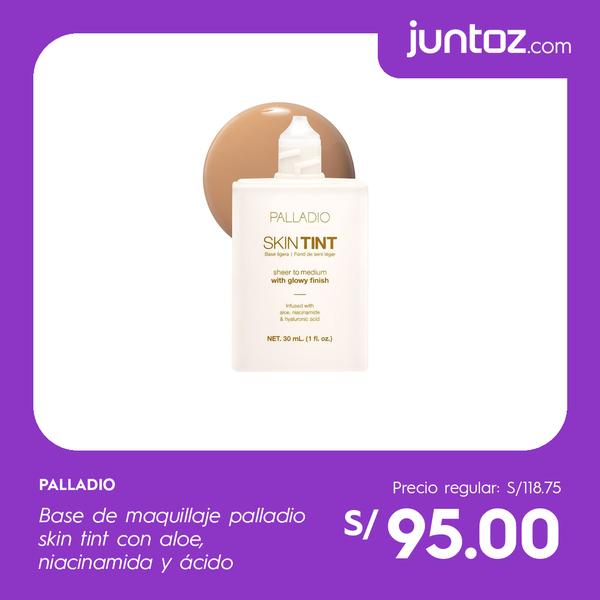 juntoz.com
PALLADIO
SKIN TINT
Base ligera | Fond de teint léger
sheer to medium
with glowy finish
Infused with
aloe, niacinamide
& hyaluronic acid
NET. 30 mL. (1 fl. oz.)
PALLADIO
Base de maquillaje palladio
skin tint con aloe,
niacinamida y ácido
Precio regular: S/118.75
S/ 95.00